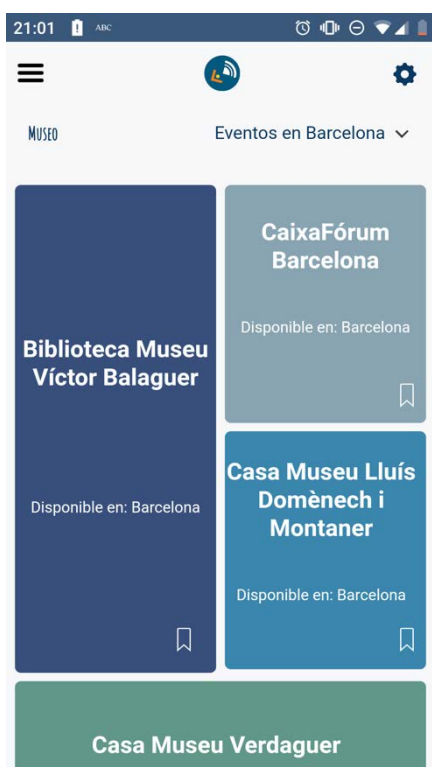 21:01 ABC
Museo
Eventos en Barcelona
Biblioteca Museu
Víctor Balaguer
Disponible en: Barcelona
CaixaFórum
Barcelona
Disponible en: Barcelona
Casa Museu Lluís
Domènech i
Montaner
Disponible en: Barcelona
Casa Museu Verdaguer